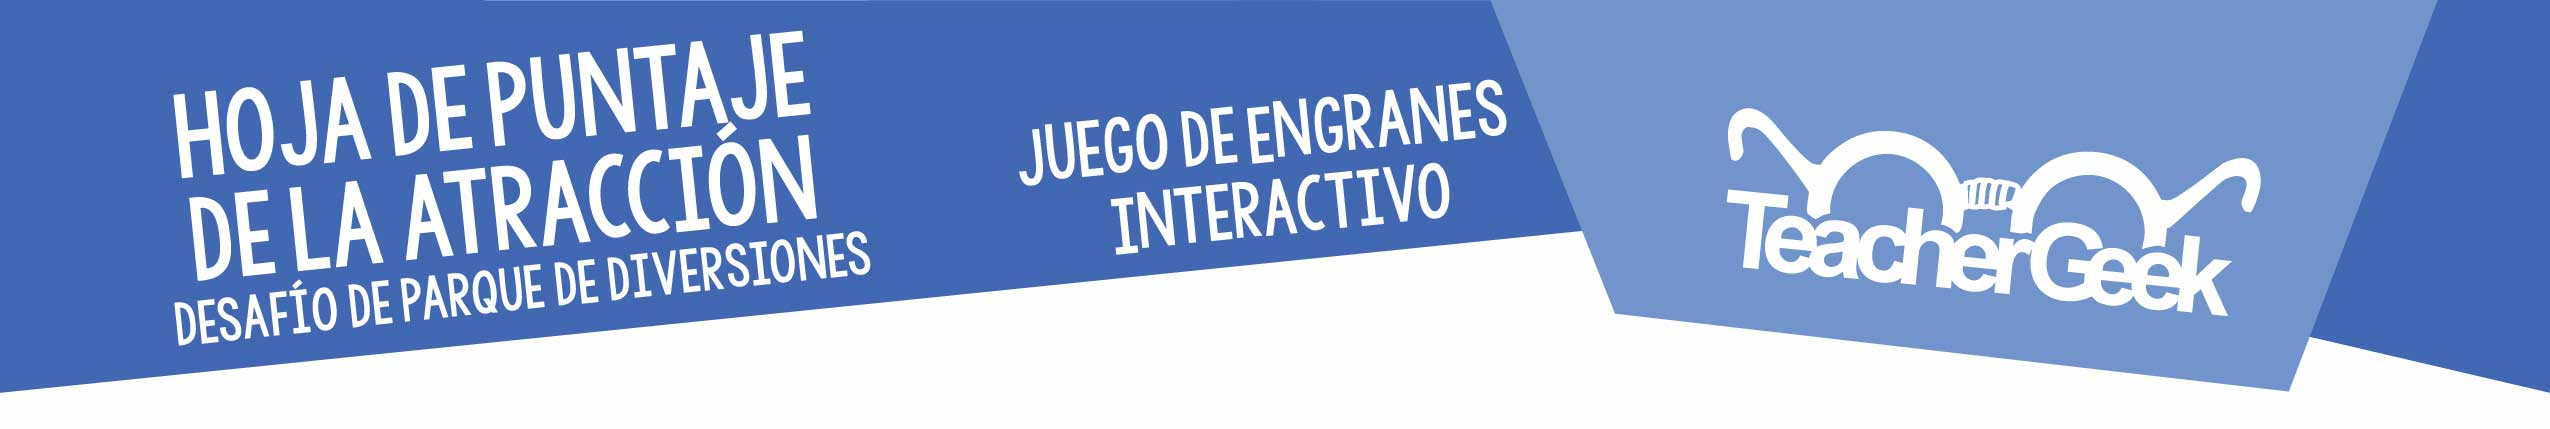 HOJA DE PUNTAJE
DE LA ATRACCIÓN
DESAFÍO DE PARQUE DE DIVERSIONES
JUEGO DE ENGRANES
INTERACTIVO
TeacherGeek